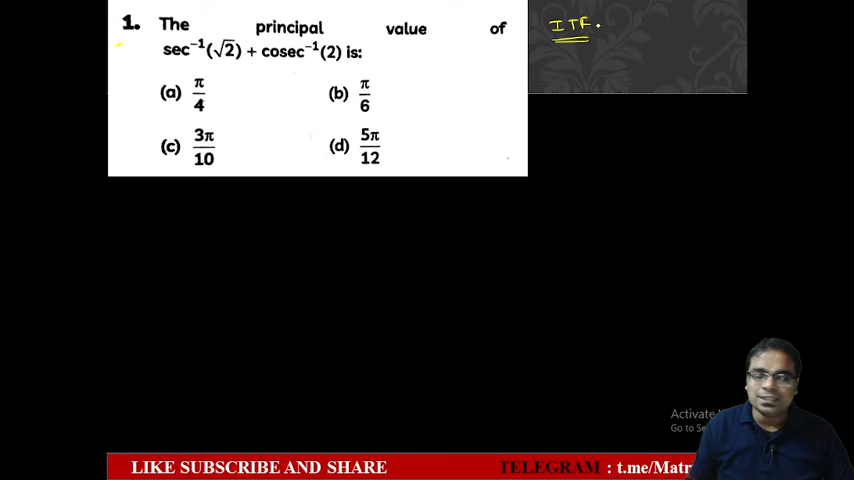 1. The principal value of
sec⁻¹(√2) + cosec⁻¹(2) is:
(a) π/4 (b) π/6
(c) 3π/10 (d) 5π/12
ITF.
Activate
Go to Se
LIKE SUBSCRIBE AND SHARE TELEGRAM : t.me/Matr